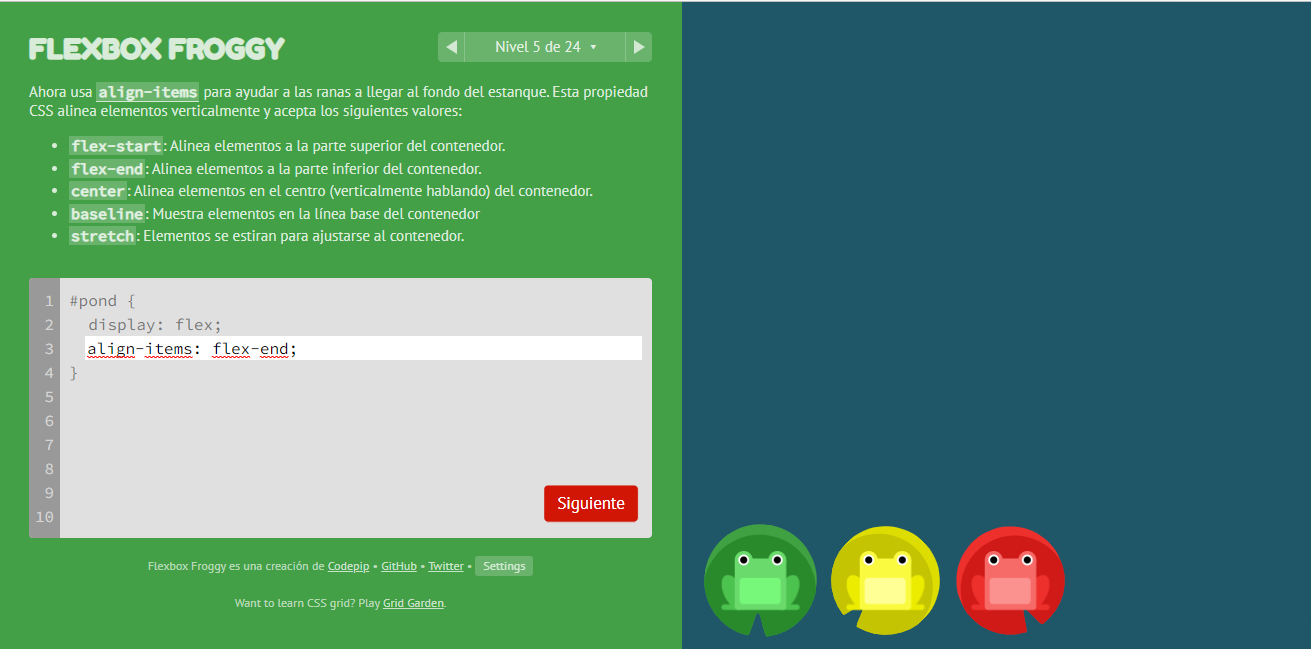 FLEXBOX FROGGY
Nivel 5 de 24
Ahora usa align-items para ayudar a las ranas a llegar al fondo del estanque. Esta propiedad
CSS alinea elementos verticalmente y acepta los siguientes valores:
• flex-start: Alinea elementos a la parte superior del contenedor.
• flex-end: Alinea elementos a la parte inferior del contenedor.
• center: Alinea elementos en el centro (verticalmente hablando) del contenedor.
• baseline: Muestra elementos en la línea base del contenedor
• stretch: Elementos se estiran para ajustarse al contenedor.
1 #pond {
2 display: flex;
3 align-items: flex-end;
4 }
5
6
7
8
9
10
Siguiente
Flexbox Froggy es una creación de Codepip • GitHub • Twitter • Settings
Want to learn CSS grid? Play Grid Garden.